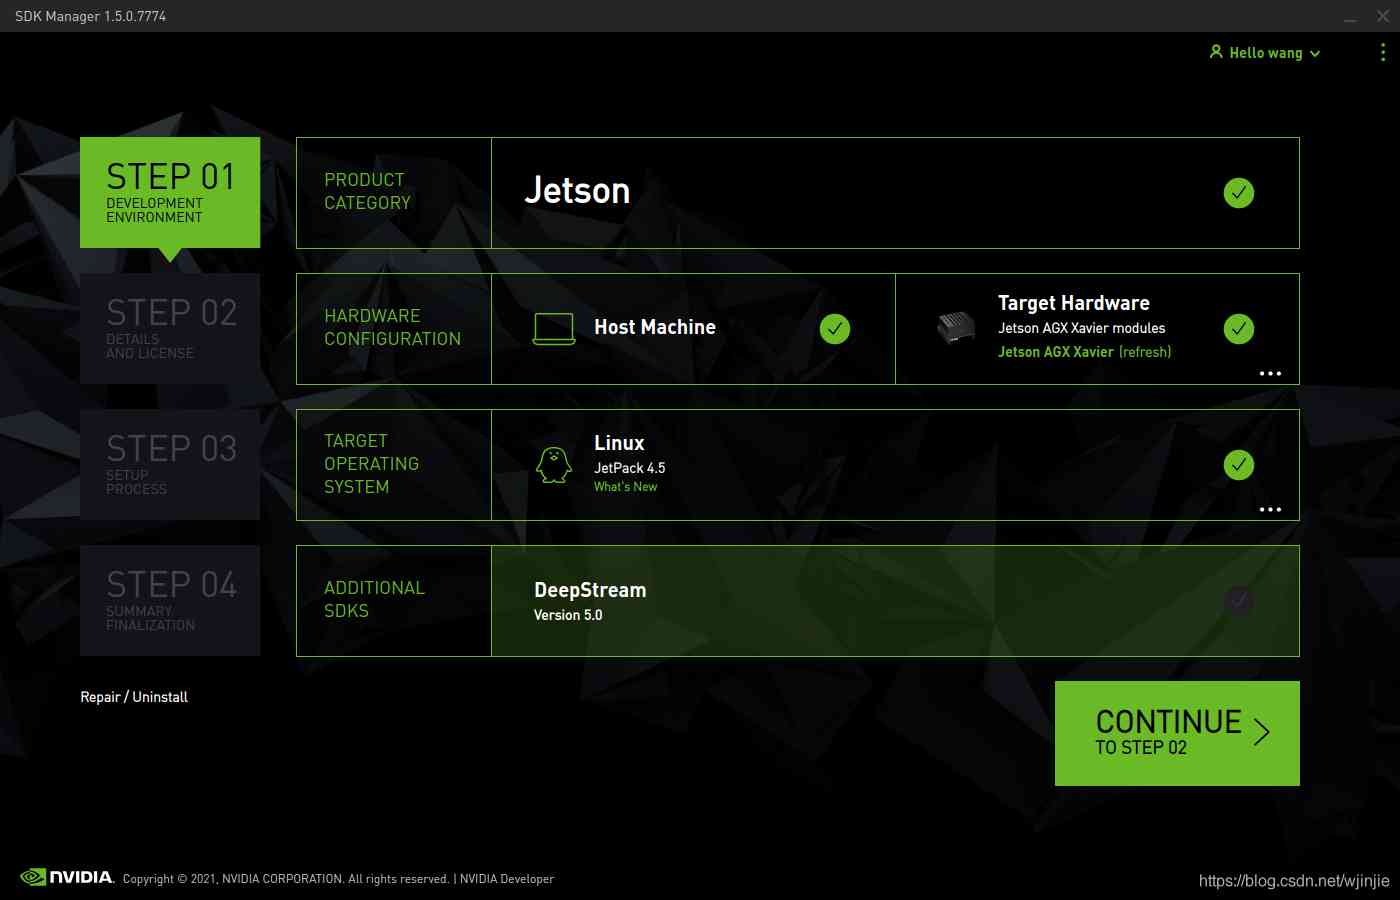 SDK Manager 1.5.0.7774
Hello wang
STEP 01
DEVELOPMENT
ENVIRONMENT
PRODUCT
CATEGORY
Jetson
STEP 02
DETAILS
AND LICENSE
HARDWARE
CONFIGURATION
Host Machine
Target Hardware
Jetson AGX Xavier modules
Jetson AGX Xavier (refresh)
STEP 03
SETUP
PROCESS
TARGET
OPERATING
SYSTEM
Linux
JetPack 4.5
What's New
STEP 04
SUMMARY
FINALIZATION
ADDITIONAL
SDKS
DeepStream
Version 5.0
Repair / Uninstall
CONTINUE
TO STEP 02
NVIDIA. Copyright © 2021, NVIDIA CORPORATION. All rights reserved. | NVIDIA Developer
https://blog.csdn.net/wjinjie